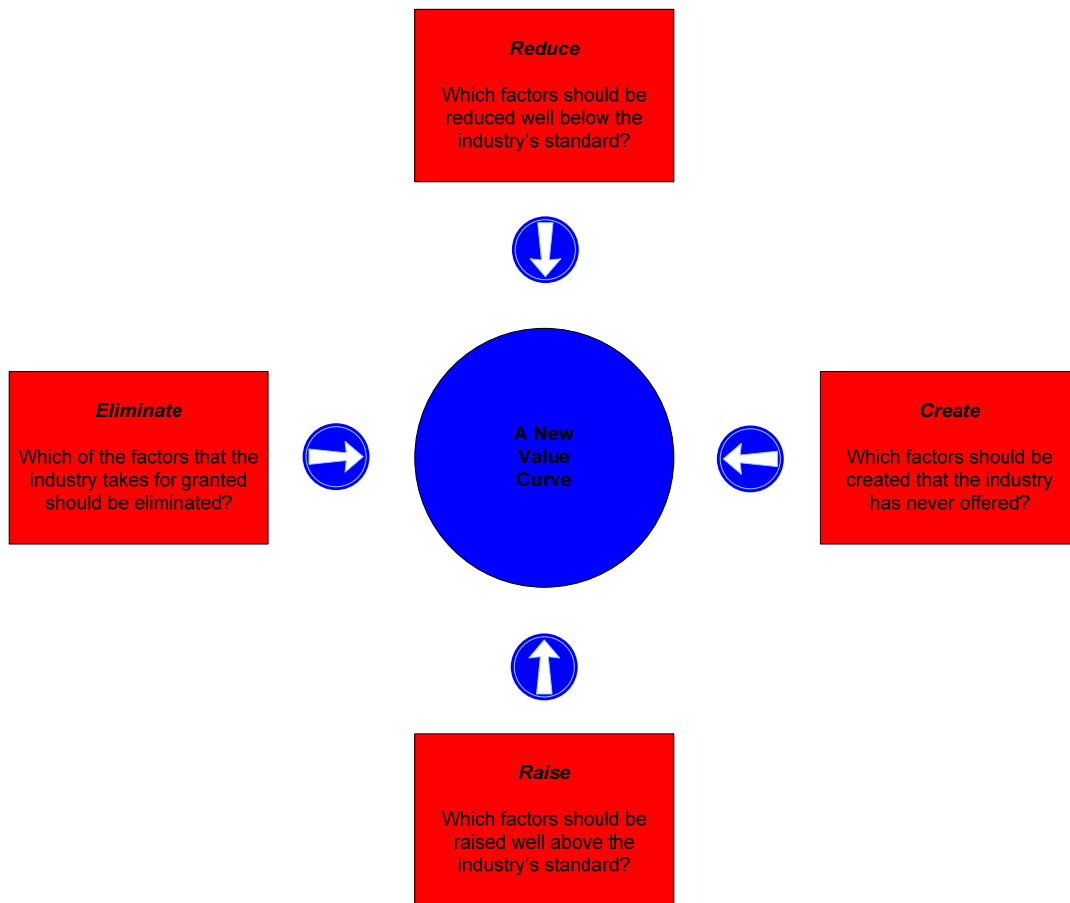 Reduce
Which factors should be
reduced well below the
industry’s standard?
Eliminate
Which of the factors that the
industry takes for granted
should be eliminated?
A New
Value
Curve
Create
Which factors should be
created that the industry
has never offered?
Raise
Which factors should be
raised well above the
industry’s standard?